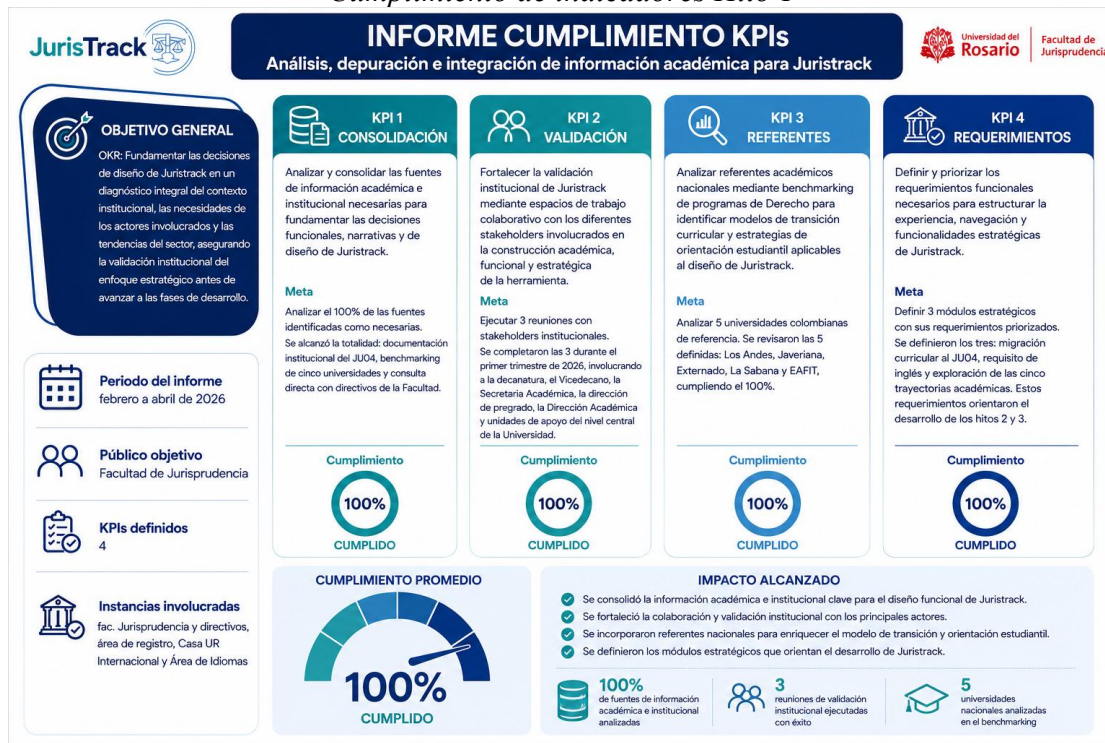 JurisTrack
INFORME CUMPLIMIENTO KPIs
Análisis, depuración e integración de información académica para Juristrack
Universidad del
Rosario
Facultad de
Jurisprudencia
OBJETIVO GENERAL
OKR: Fundamentar las decisiones
de diseño de Juristrack en un
diagnóstico integral del contexto
institucional, las necesidades de
los actores involucrados y las
tendencias del sector, asegurando
la validación institucional del
enfoque estratégico antes de
avanzar a las fases de desarrollo.
Periodo del informe
febrero a abril de 2026
Público objetivo
Facultad de Jurisprudencia
KPIs definidos
4
Instancias involucradas
fac. Jurisprudencia y directivos,
área de registro, Casa UR
Internacional y Área de Idiomas
KPI 1
CONSOLIDACIÓN
Analizar y consolidar las fuentes
de información académica e
institucional necesarias para
fundamentar las decisiones
funcionales, narrativas y de
diseño de Juristrack.
Meta
Analizar el 100% de las fuentes
identificadas como necesarias.
Se alcanzó la totalidad: documentación
institucional del JU04, benchmarking
de cinco universidades y consulta
directa con directivos de la Facultad.
Cumplimiento
100%
CUMPLIDO
KPI 2
VALIDACIÓN
Fortalecer la validación
institucional de Juristrack
mediante espacios de trabajo
colaborativo con los diferentes
stakeholders involucrados en
la construcción académica,
funcional y estratégica
de la herramienta.
Meta
Ejecutar 3 reuniones con
stakeholders institucionales.
Se completaron las 3 durante el
primer trimestre de 2026, involucrando
a la decanatura, el Vicedecano, la
Secretaria Académica, la dirección
de pregrado, la Dirección Académica
y unidades de apoyo del nivel central
de la Universidad.
Cumplimiento
100%
CUMPLIDO
KPI 3
REFERENTES
Analizar referentes académicos
nacionales mediante benchmarking
de programas de Derecho para
identificar modelos de transición
curricular y estrategias de
orientación estudiantil aplicables
al diseño de Juristrack.
Meta
Analizar 5 universidades colombianas
de referencia. Se revisaron las 5
definidas: Los Andes, Javeriana,
Externado, La Sabana y EAFIT,
cumpliendo el 100%.
Cumplimiento
100%
CUMPLIDO
KPI 4
REQUERIMIENTOS
Definir y priorizar los
requerimientos funcionales
necesarios para estructurar la
experiencia, navegación y
funcionalidades estratégicas
de Juristrack.
Meta
Definir 3 módulos estratégicos
con sus requerimientos priorizados.
Se definieron los tres: migración
curricular al JU04, requisito de
inglés y exploración de las cinco
trayectorias académicas. Estos
requerimientos orientaron el
desarrollo de los hitos 2 y 3.
Cumplimiento
100%
CUMPLIDO
CUMPLIMIENTO PROMEDIO
100%
CUMPLIDO
IMPACTO ALCANZADO
Se consolidó la información académica e institucional clave para el diseño funcional de Juristrack.
Se fortaleció la colaboración y validación institucional con los principales actores.
Se incorporaron referentes nacionales para enriquecer el modelo de transición y orientación estudiantil.
Se definieron los módulos estratégicos que orientan el desarrollo de Juristrack.
100%
de fuentes de información
académica e institucional
analizadas
3
reuniones de validación
institucional ejecutadas
con éxito
5
universidades
nacionales analizadas
en el benchmarking